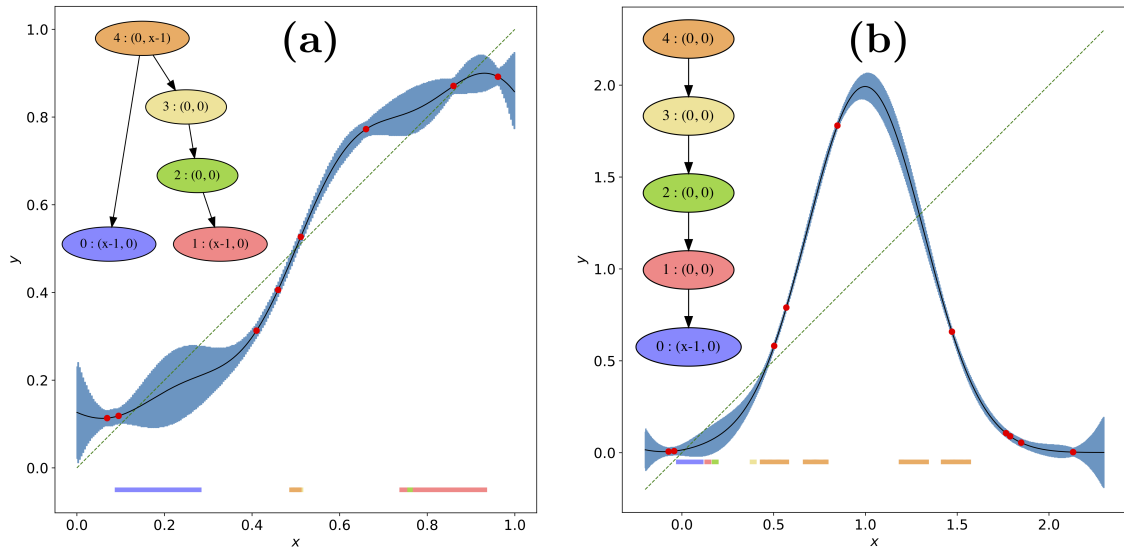 (a)
4 : (0, x-1)
3 : (0, 0)
2 : (0, 0)
0 : (x-1, 0)
1 : (x-1, 0)
1.0
0.8
0.6
0.4
0.2
0.0
y
0.0 0.2 0.4 0.6 0.8 1.0
x
(b)
4 : (0, 0)
3 : (0, 0)
2 : (0, 0)
1 : (0, 0)
0 : (x-1, 0)
2.0
1.5
1.0
0.5
0.0
y
0.0 0.5 1.0 1.5 2.0
x